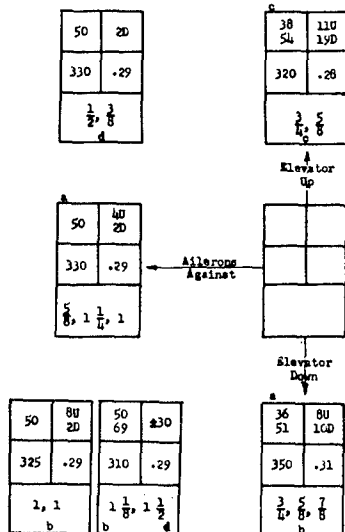 c
50 2D
38 11U
54 19D
330 .29
320 .28
1/2, 3/8
d
3/4, 5/8
c
Elevator
Up
a
50 4U
2D
330 .29
5/8, 1 1/4, 1
Ailerons
Against
Elevator
Down
a
50 8U
2D
50 ±30
69
36 8U
51 10D
325 .29
310 .29
350 .31
1, 1
b
1 1/8, 1 1/2
b d
3/4, 5/8, 7/8
b